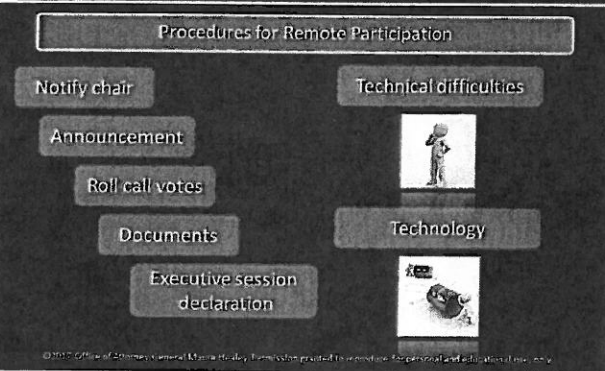 Procedures for Remote Participation
Notify chair
Announcement
Roll call votes
Documents
Executive session
declaration
Technical difficulties
Technology
Office of Attorney General Maura Healey. Permission granted to reproduce for personal and educational use only